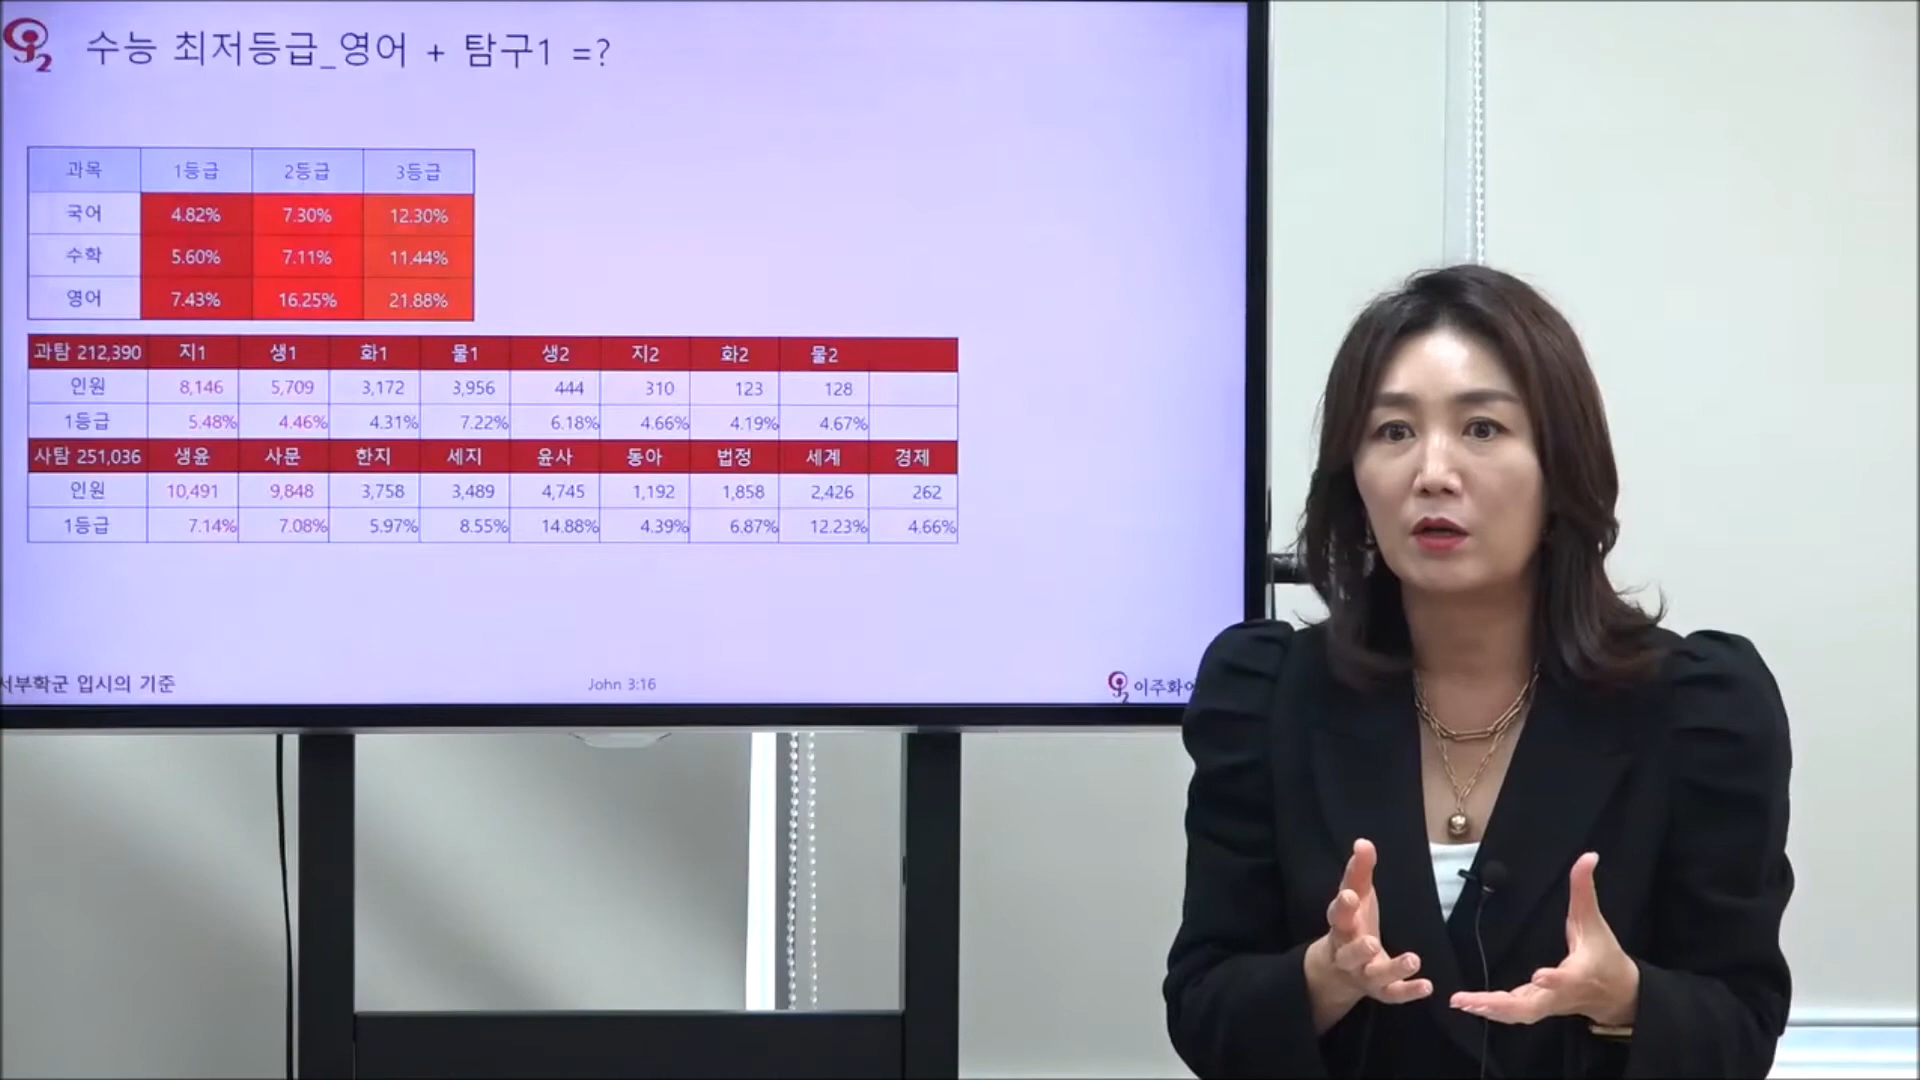 수능 최저등급_영어 + 탐구1 =?
과목 1등급 2등급 3등급
국어 4.82% 7.30% 12.30%
수학 5.60% 7.11% 11.44%
영어 7.43% 16.25% 21.88%
과탐 212,390 지1 생1 화1 물1 생2 지2 화2 물2
인원 8,146 5,709 3,172 3,956 444 310 123 128
1등급 5.48% 4.46% 4.31% 7.22% 6.18% 4.66% 4.19% 4.67%
사탐 251,036 생윤 사문 한지 세지 윤사 동아 법정 세계 경제
인원 10,491 9,848 3,758 3,489 4,745 1,192 1,858 2,426 262
1등급 7.14% 7.08% 5.97% 8.55% 14.88% 4.39% 6.87% 12.23% 4.66%
서부학군 입시의 기준 John 3:16 이주화